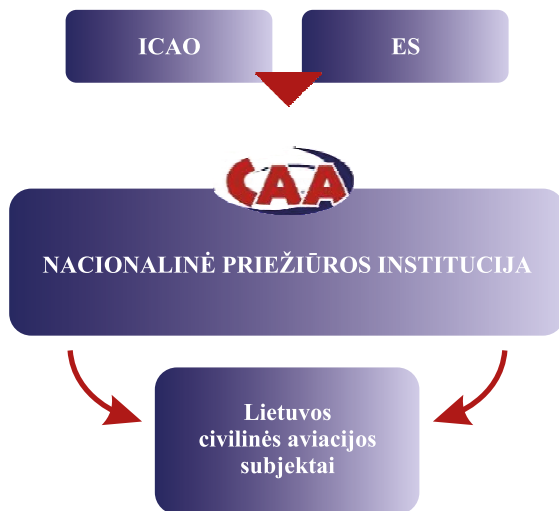 ICAO
ES
CAA
NACIONALINĖ PRIEŽIŪROS INSTITUCIJA
Lietuvos
civilinės aviacijos
subjektai